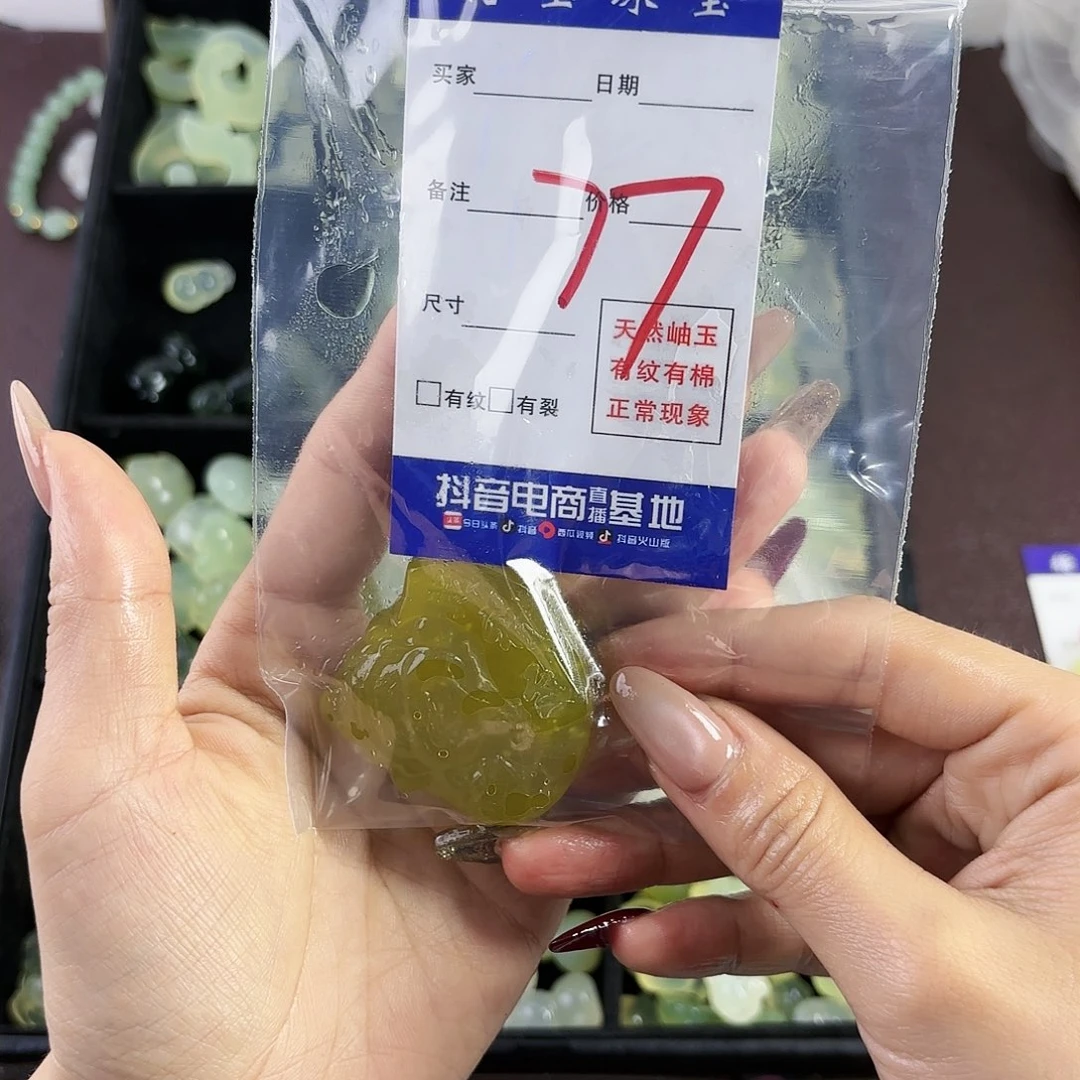 买家 日期
备注 价格
77
尺寸
天然岫玉
有纹有棉
正常现象
□有纹□有裂
抖音电商直播基地
今日头条 抖音 西瓜视频 抖音火山版